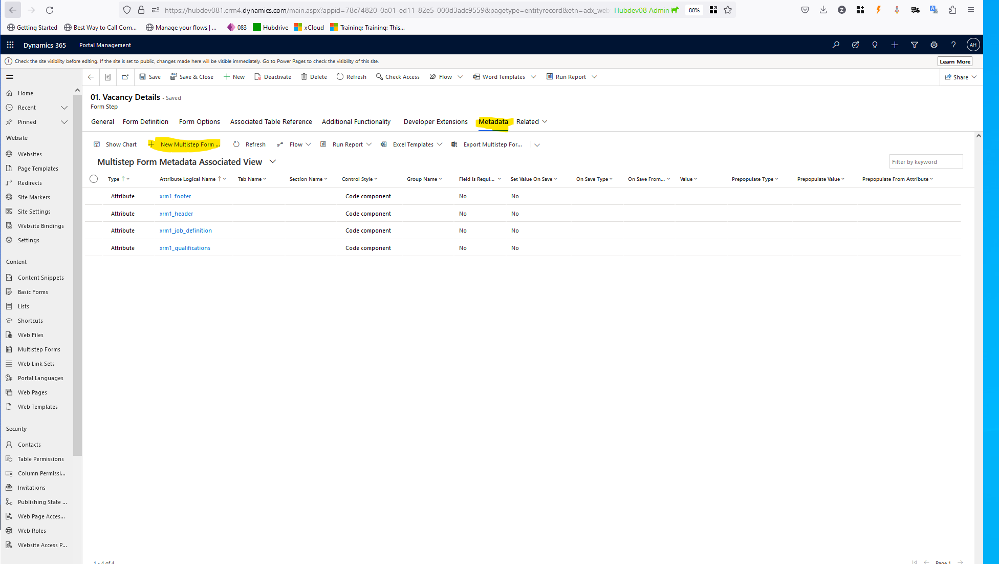 https://hubdev081.crm4.dynamics.com/main.aspx?appid=78c74820-0a01-ed11-82e5-000d3adc9559&pagetype=entityrecord&etn=adx_web Hubdev08 Admin 80%
Getting Started Best Way to Call Com... Manage your flows | ... 083 Hubdrive xCloud Training: Training: This...
Dynamics 365 Portal Management AH
Check the site visibility before editing. If the site is set to public, changes made here will be visible immediately. Go to Power Pages to check the visibility of this site. Learn More
Save Save & Close New Deactivate Delete Refresh Check Access Flow Word Templates Run Report Share
01. Vacancy Details - Saved
Form Step
General Form Definition Form Options Associated Table Reference Additional Functionality Developer Extensions Metadata Related
Show Chart New Multistep Form ... Refresh Flow Run Report Excel Templates Export Multistep For...
Multistep Form Metadata Associated View Filter by keyword
Type Attribute Logical Name Tab Name Section Name Control Style Group Name Field is Requi... Set Value On Save On Save Type On Save From... Value Prepopulate Type Prepopulate Value Prepopulate From Attribute
Attribute xrm1_footer Code component No No
Attribute xrm1_header Code component No No
Attribute xrm1_job_definition Code component No No
Attribute xrm1_qualifications Code component No No
Home
Recent
Pinned
Website
Websites
Page Templates
Redirects
Site Markers
Site Settings
Website Bindings
Settings
Content
Content Snippets
Basic Forms
Lists
Shortcuts
Web Files
Multistep Forms
Web Link Sets
Portal Languages
Web Pages
Web Templates
Security
Contacts
Table Permissions
Column Permissi...
Invitations
Publishing State ...
Web Page Acces...
Web Roles
Website Access P...
1 - 4 of 4 Page 1